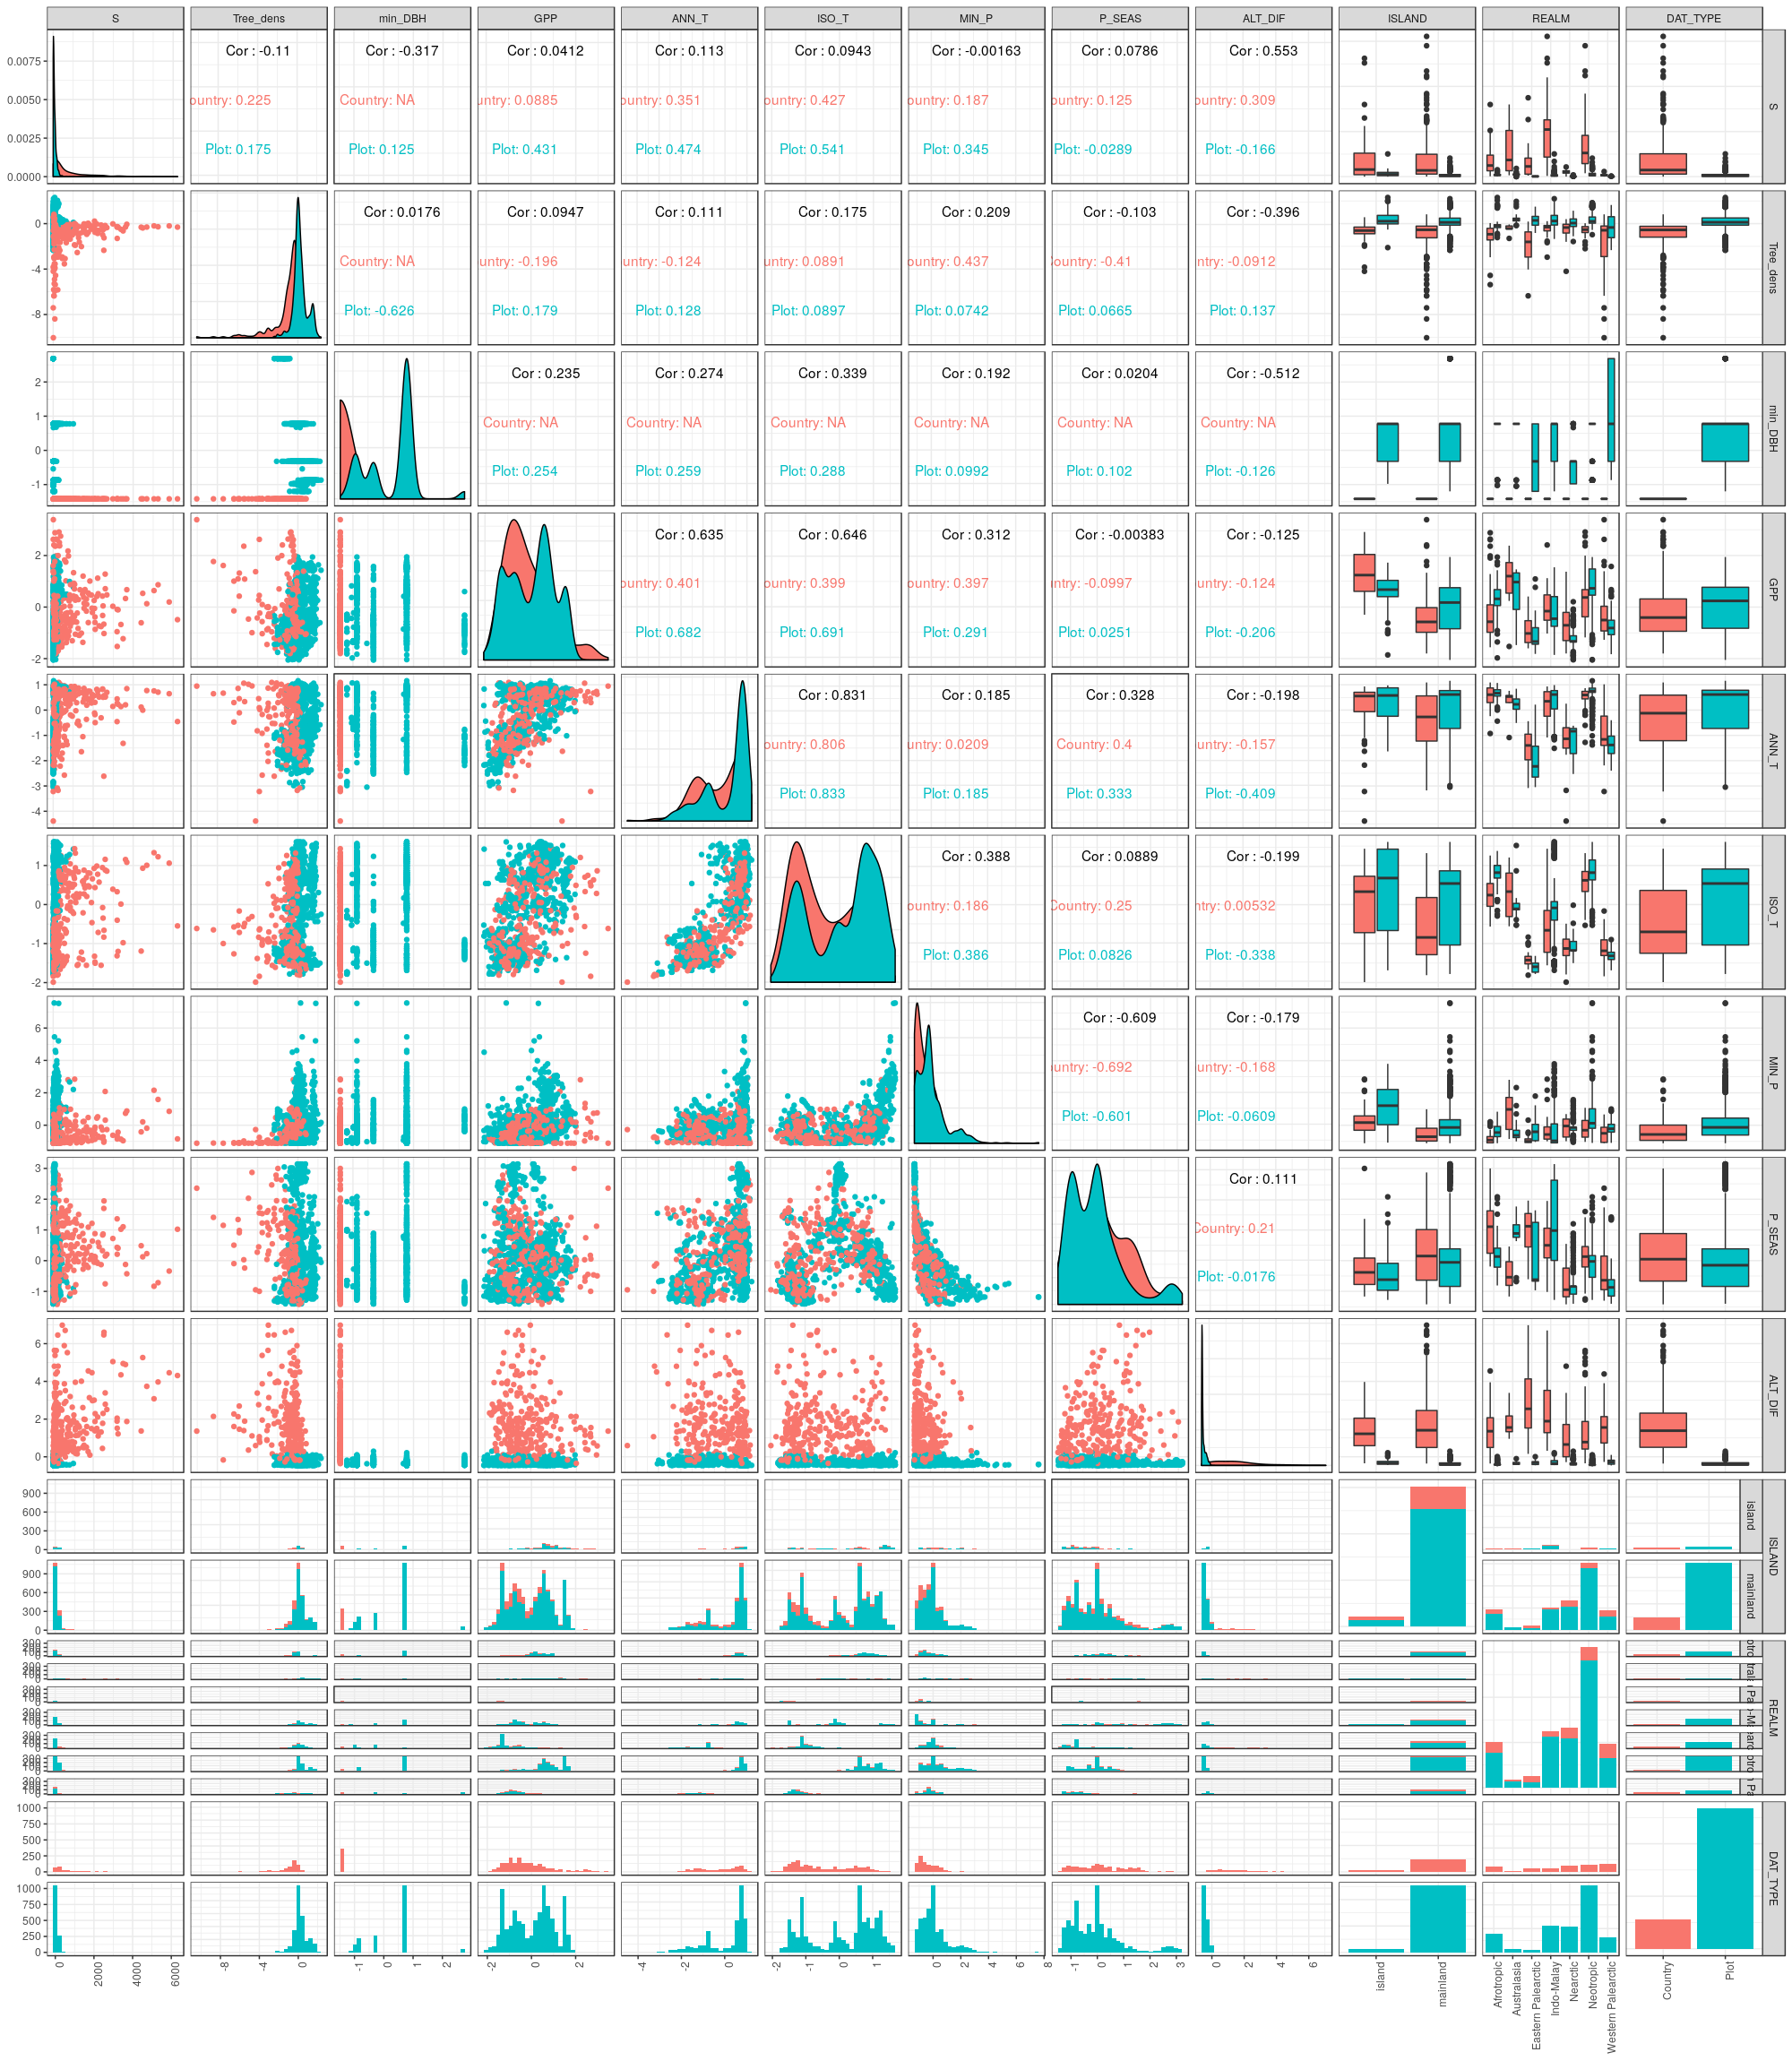 S Tree_dens min_DBH GPP ANN_T ISO_T MIN_P P_SEAS ALT_DIF ISLAND REALM DAT_TYPE
Cor : -0.11 Cor : -0.317 Cor : 0.0412 Cor : 0.113 Cor : 0.0943 Cor : -0.00163 Cor : 0.0786 Cor : 0.553
ountry: 0.225 Country: NA untry: 0.0885 ountry: 0.351 ountry: 0.427 ountry: 0.187 ountry: 0.125 ountry: 0.309
Plot: 0.175 Plot: 0.125 Plot: 0.431 Plot: 0.474 Plot: 0.541 Plot: 0.345 Plot: -0.0289 Plot: -0.166
0.0075
0.0050
0.0025
0.0000
S
Cor : 0.0176 Cor : 0.0947 Cor : 0.111 Cor : 0.175 Cor : 0.209 Cor : -0.103 Cor : -0.396
Country: NA untry: -0.196 untry: -0.124 untry: 0.0891 ountry: 0.437 ountry: -0.41 ntry: -0.0912
Plot: -0.626 Plot: 0.179 Plot: 0.128 Plot: 0.0897 Plot: 0.0742 Plot: 0.0665 Plot: 0.137
0
-4
-8
Tree_dens
Cor : 0.235 Cor : 0.274 Cor : 0.339 Cor : 0.192 Cor : 0.0204 Cor : -0.512
Country: NA Country: NA Country: NA Country: NA Country: NA Country: NA
Plot: 0.254 Plot: 0.259 Plot: 0.288 Plot: 0.0992 Plot: 0.102 Plot: -0.126
2
1
0
-1
min_DBH
Cor : 0.635 Cor : 0.646 Cor : 0.312 Cor : -0.00383 Cor : -0.125
ountry: 0.401 ountry: 0.399 ountry: 0.397 untry: -0.0997 untry: -0.124
Plot: 0.682 Plot: 0.691 Plot: 0.291 Plot: 0.0251 Plot: -0.206
2
0
-2
GPP
Cor : 0.831 Cor : 0.185 Cor : 0.328 Cor : -0.198
ountry: 0.806 untry: 0.0209 Country: 0.4 untry: -0.157
Plot: 0.833 Plot: 0.185 Plot: 0.333 Plot: -0.409
1
0
-1
-2
-3
-4
ANN_T
Cor : 0.388 Cor : 0.0889 Cor : -0.199
ountry: 0.186 Country: 0.25 ntry: 0.00532
Plot: 0.386 Plot: 0.0826 Plot: -0.338
1
0
-1
-2
ISO_T
Cor : -0.609 Cor : -0.179
untry: -0.692 untry: -0.168
Plot: -0.601 Plot: -0.0609
6
4
2
0
MIN_P
Cor : 0.111
Country: 0.21
Plot: -0.0176
3
2
1
0
-1
P_SEAS
6
4
2
0
ALT_DIF
900
600
300
0
island
900
600
300
0
mainland
ISLAND
REALM
1000
750
500
250
0
1000
750
500
250
0
DAT_TYPE
0 2000 4000 6000 -8 -4 0 -1 0 1 2 -2 0 2 -4 -2 0 -2 -1 0 1 0 2 4 6 8 -1 0 1 2 3 0 2 4 6
island mainland Afrotropic Australasia Eastern Palearctic Indo-Malay Nearctic Neotropic Western Palearctic Country Plot